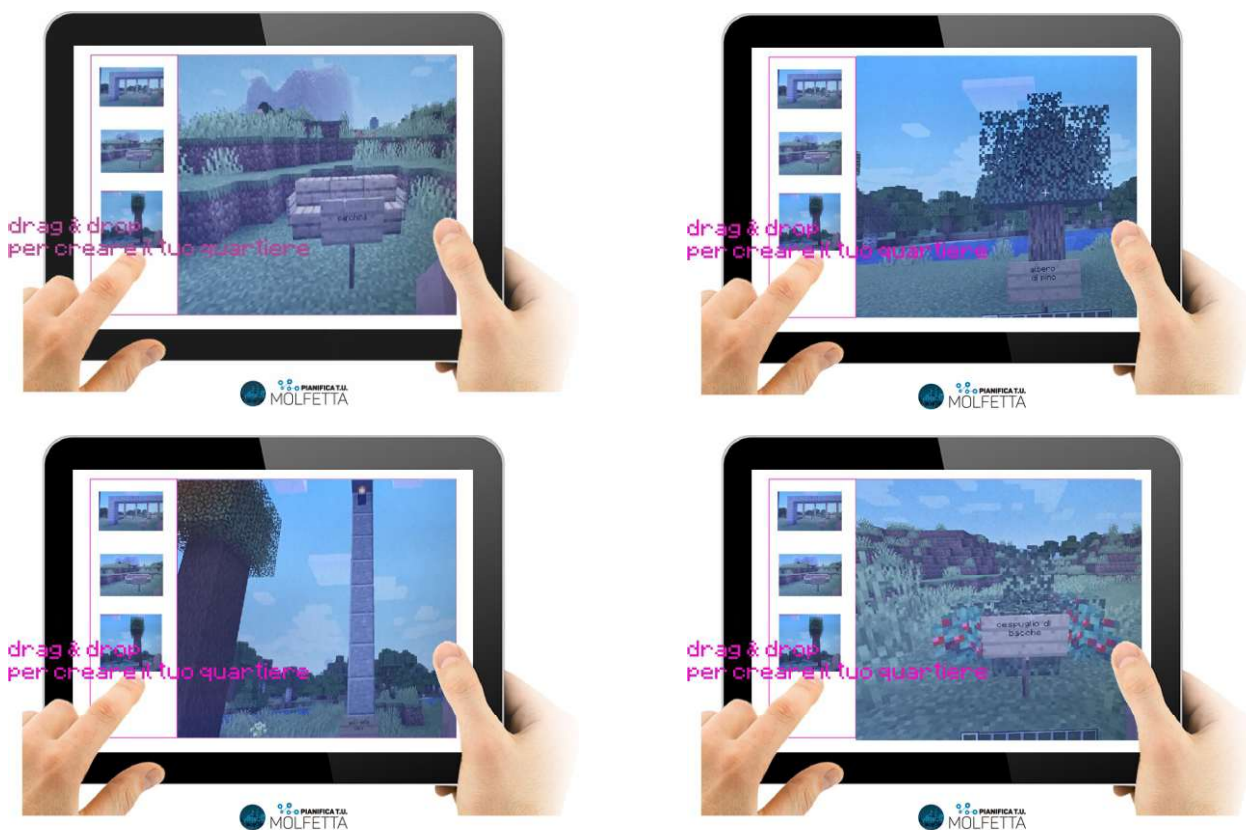 panchina
drag & drop
per creare il tuo quartiere
PIANIFICA T.U.
MOLFETTA
albero
di pino
drag & drop
per creare il tuo quartiere
PIANIFICA T.U.
MOLFETTA
drag & drop
per creare il tuo quartiere
PIANIFICA T.U.
MOLFETTA
cespuglio di
bacche
drag & drop
per creare il tuo quartiere
PIANIFICA T.U.
MOLFETTA